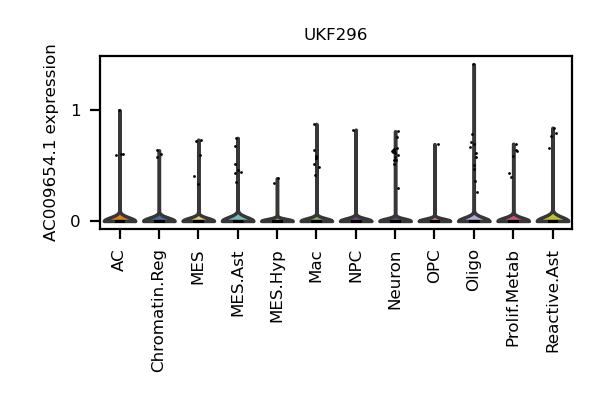 UKF296
AC009654.1 expression
1
0
AC
Chromatin.Reg
MES
MES.Ast
MES.Hyp
Mac
NPC
Neuron
OPC
Oligo
Prolif.Metab
Reactive.Ast